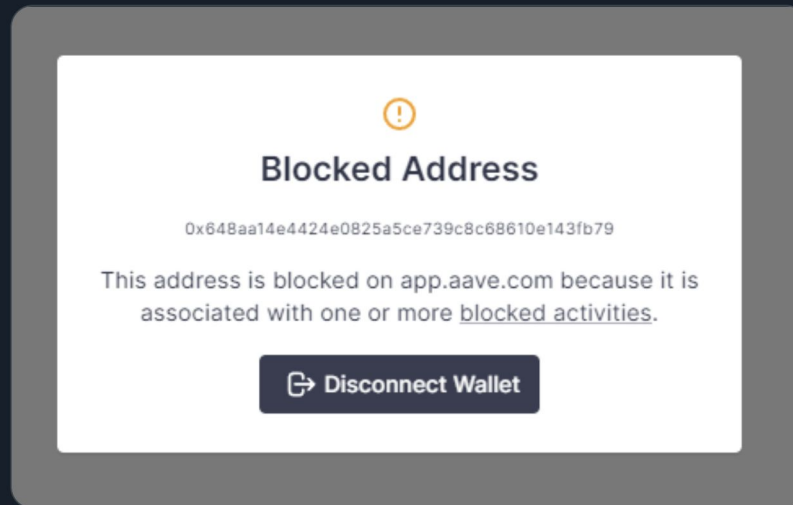 Blocked Address
0x648aa14e4424e0825a5ce739c8c68610e143fb79
This address is blocked on app.aave.com because it is
associated with one or more blocked activities.
Disconnect Wallet